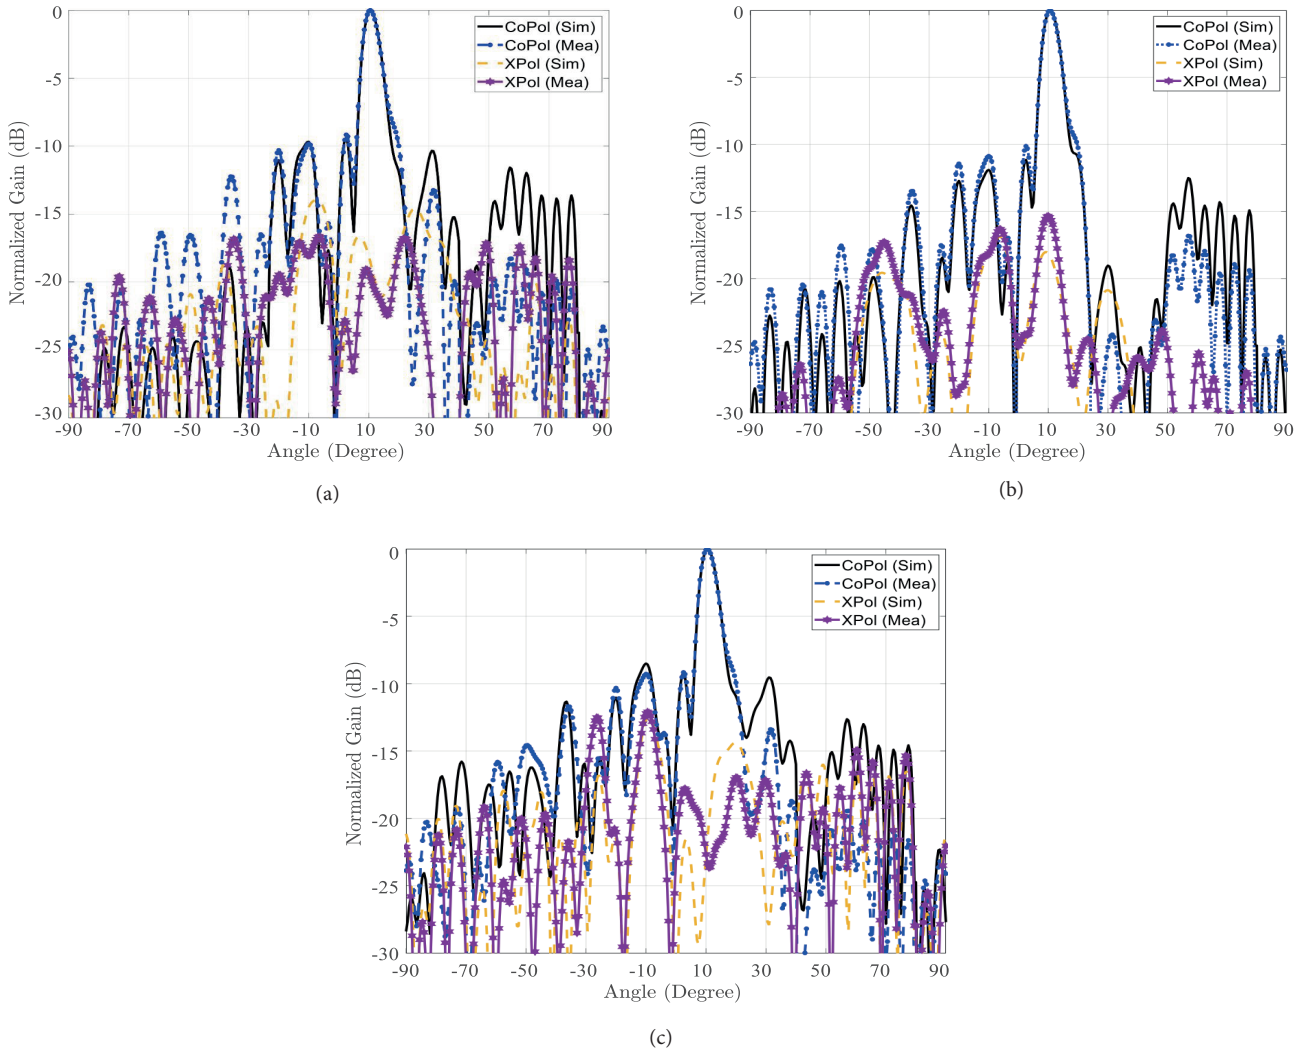 0
-5
-10
-15
-20
-25
-30
Normalized Gain (dB)
CoPol (Sim)
CoPol (Mea)
XPol (Sim)
XPol (Mea)
-90 -70 -50 -30 -10 10 30 50 70 90
Angle (Degree)
(a)
0
-5
-10
-15
-20
-25
-30
Normalized Gain (dB)
CoPol (Sim)
CoPol (Mea)
XPol (Sim)
XPol (Mea)
-90 -70 -50 -30 -10 10 30 50 70 90
Angle (Degree)
(b)
0
-5
-10
-15
-20
-25
-30
Normalized Gain (dB)
CoPol (Sim)
CoPol (Mea)
XPol (Sim)
XPol (Mea)
-90 -70 -50 -30 -10 10 30 50 70 90
Angle (Degree)
(c)